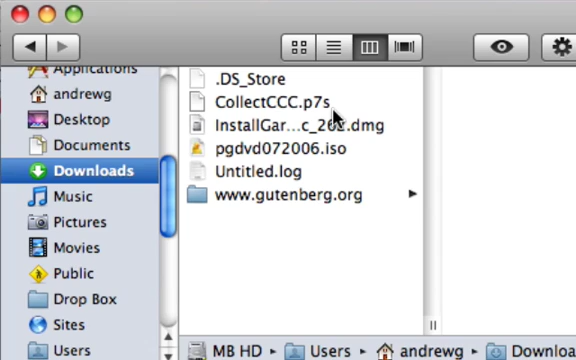 Applications
andrewg
Desktop
Documents
Downloads
Music
Pictures
Movies
Public
Drop Box
Sites
Users
.DS_Store
CollectCCC.p7s
InstallGar...c_202.dmg
pgdvd072006.iso
Untitled.log
www.gutenberg.org
MB HD ▸ Users ▸ andrewg ▸ Downloa